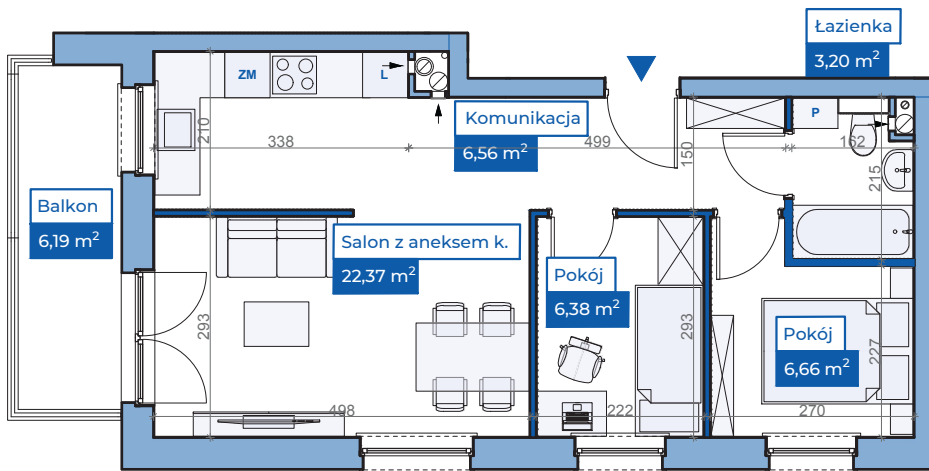 Łazienka
3,20 m²
ZM
L
P
Komunikacja
6,56 m²
210
338
499
150
162
215
Balkon
6,19 m²
Salon z aneksem k.
22,37 m²
Pokój
6,38 m²
293
293
Pokój
6,66 m²
227
498
222
270